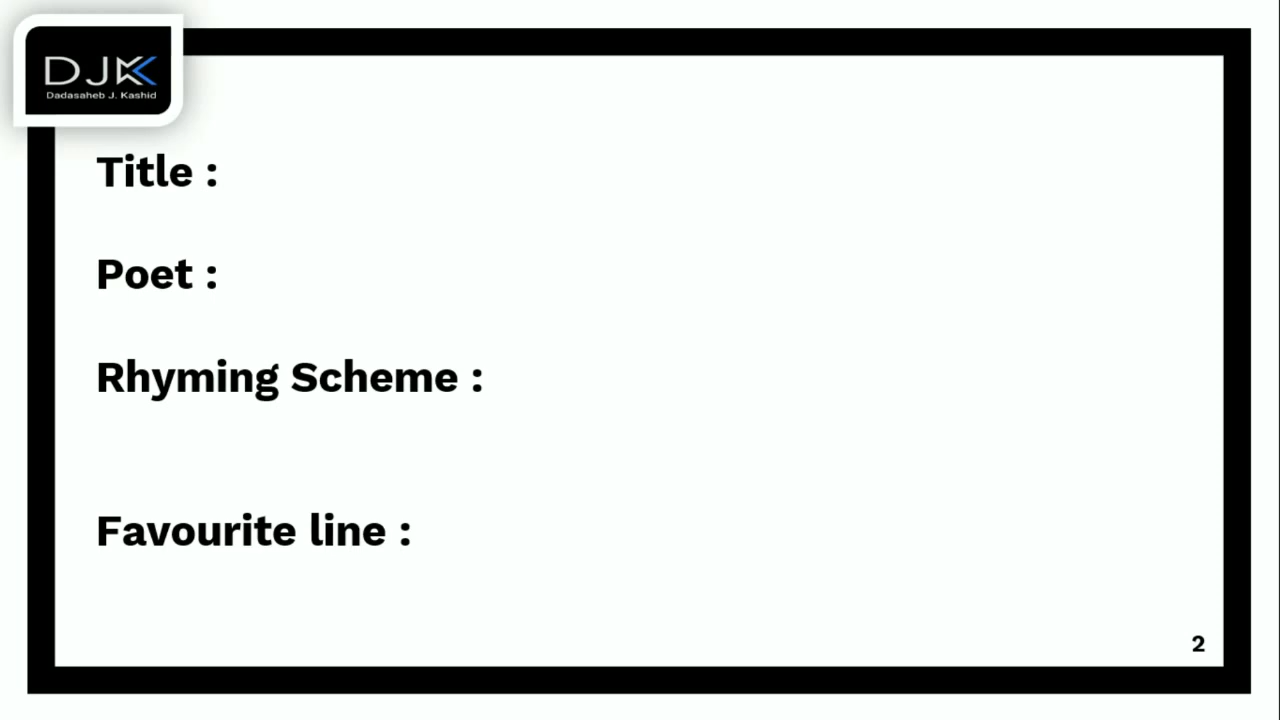 DJK
Dadasaheb J. Kashid
Title :
Poet :
Rhyming Scheme :
Favourite line :
2